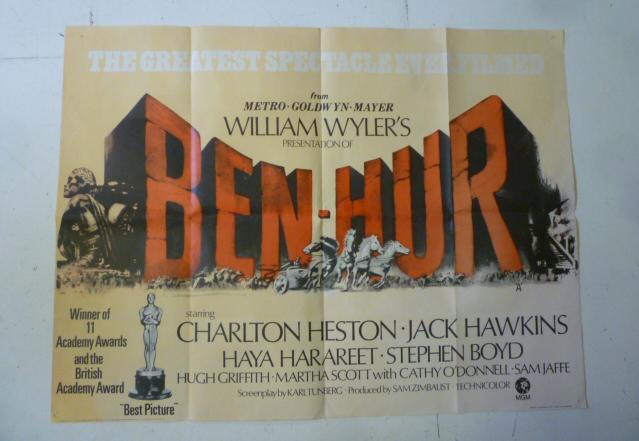 THE GREATEST SPECTACLE EVER FILMED
from
METRO·GOLDWYN·MAYER
WILLIAM WYLER'S
PRESENTATION OF
BEN-HUR
A
Winner of
11
Academy Awards
and the
British
Academy Award
"Best Picture"
starring
CHARLTON HESTON · JACK HAWKINS
HAYA HARAREET · STEPHEN BOYD
HUGH GRIFFITH · MARTHA SCOTT with CATHY O'DONNELL · SAM JAFFE
Screenplay by KARL TUNBERG · Produced by SAM ZIMBALIST · TECHNICOLOR
MGM